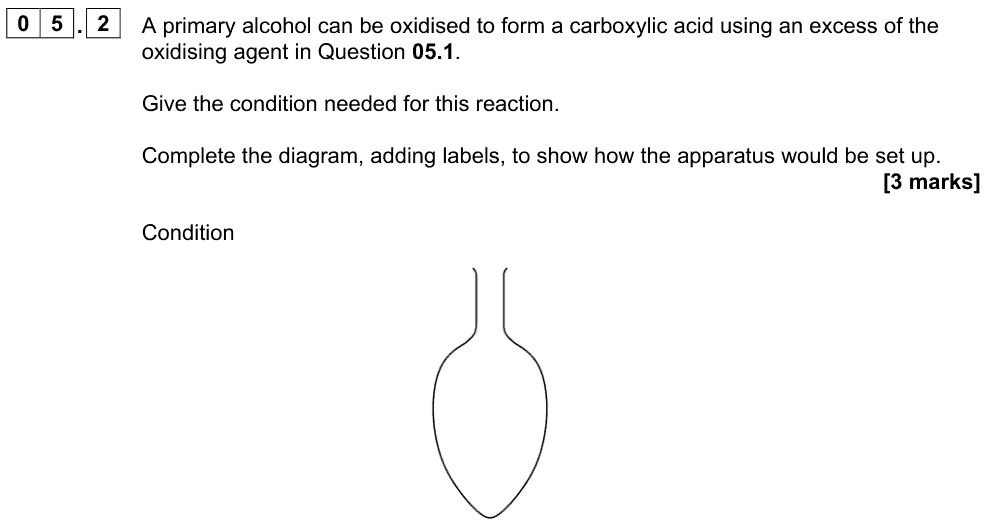 05.2 A primary alcohol can be oxidised to form a carboxylic acid using an excess of the
oxidising agent in Question 05.1.
Give the condition needed for this reaction.
Complete the diagram, adding labels, to show how the apparatus would be set up.
[3 marks]
Condition